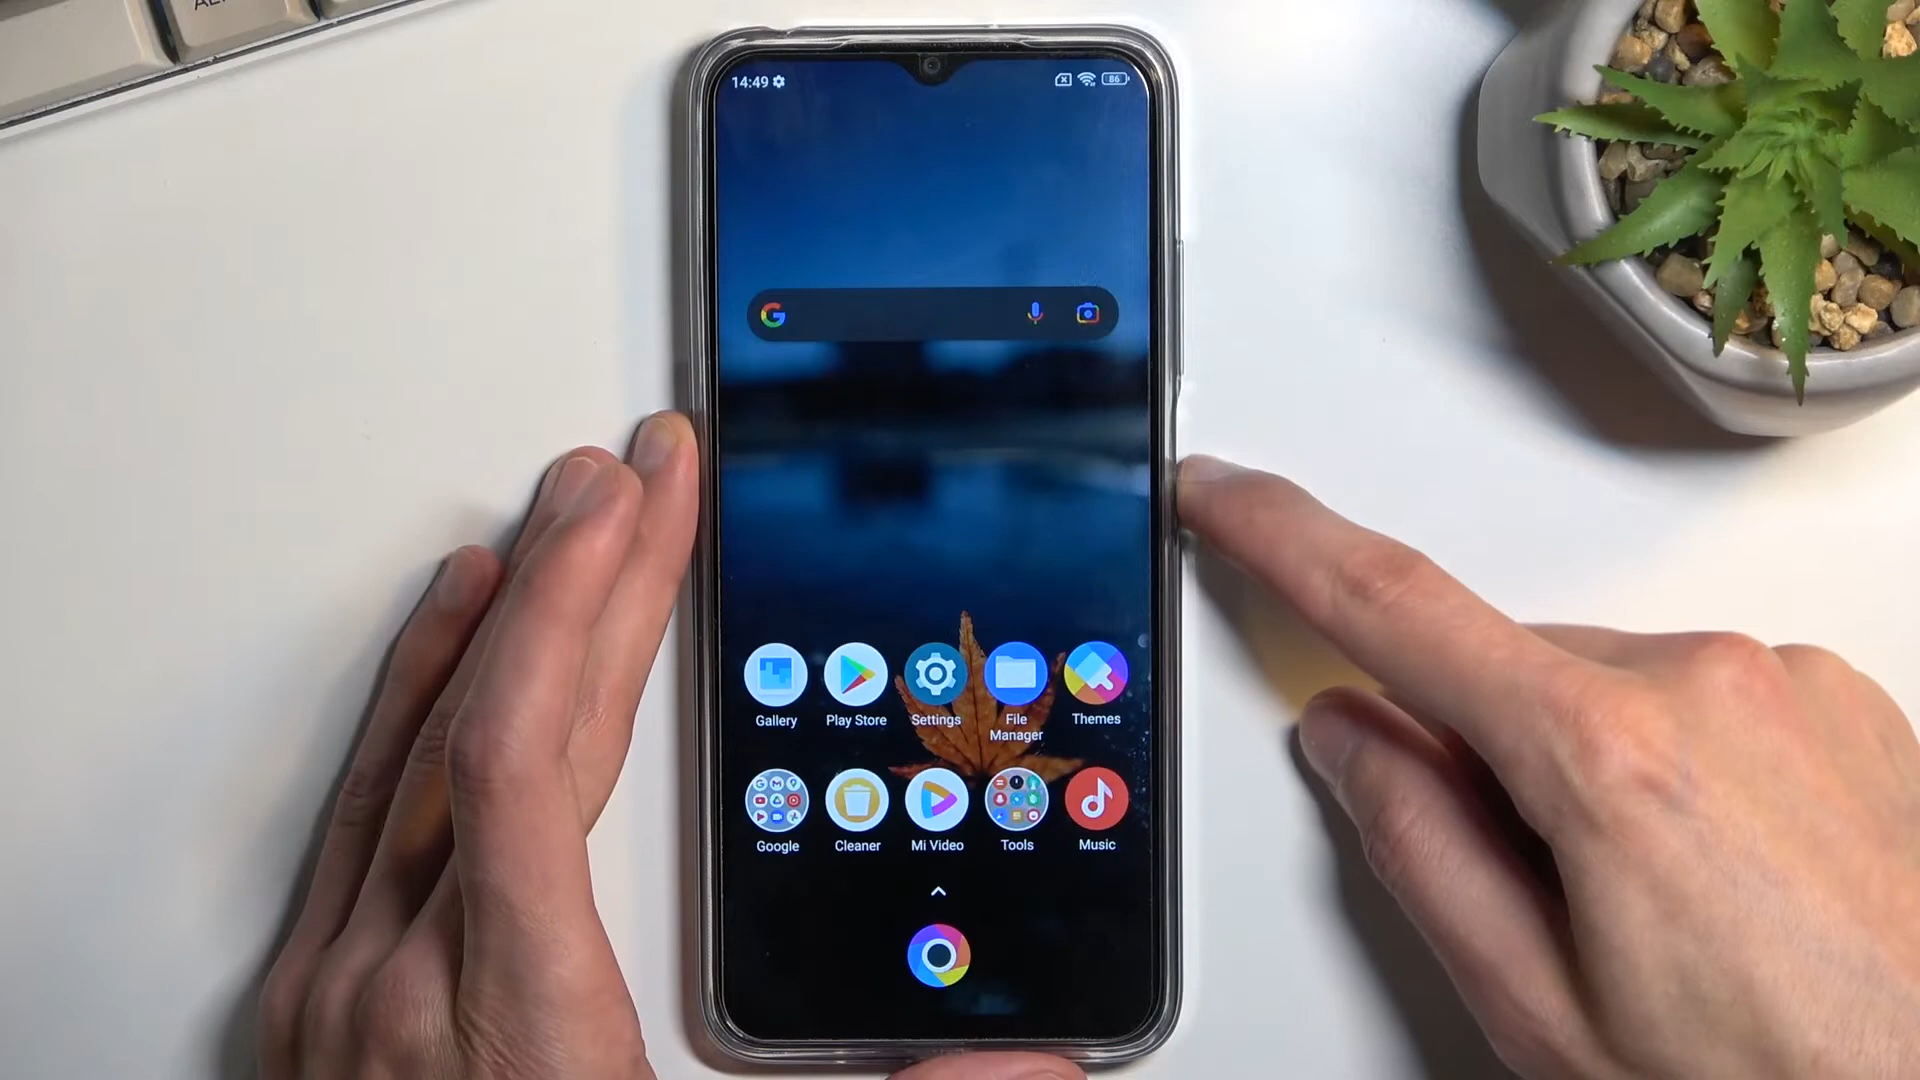 14:49
86
Gallery
Play Store
Settings
File
Manager
Themes
Google
Cleaner
Mi Video
Tools
Music